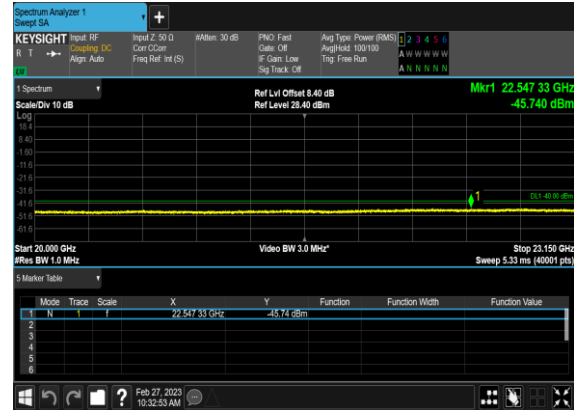 Spectrum Analyzer 1
Swept SA
+
KEYSIGHT Input: RF Input Z: 50 Ω #Atten: 30 dB PNO: Fast Avg Type: Power (RMS) 1 2 3 4 5 6
R T Coupling: DC Corr CCorr Gate: Off Avg|Hold: 100/100 A W W W W W
Align: Auto Freq Ref: Int (S) IF Gain: Low Trig: Free Run
Sig Track: Off A N N N N N
1 Spectrum Ref Lvl Offset 8.40 dB Mkr1 22.547 33 GHz
Scale/Div 10 dB Ref Level 28.40 dBm -45.740 dBm
Log
18.4
8.40
-1.60
-11.6
-21.6
-31.6
1
DL1 -40.00 dBm
-41.6
-51.6
-61.6
Start 20.000 GHz Video BW 3.0 MHz* Stop 23.150 GHz
#Res BW 1.0 MHz Sweep 5.33 ms (40001 pts)
5 Marker Table
Mode Trace Scale X Y Function Function Width Function Value
1 N 1 f 22.547 33 GHz -45.74 dBm
2
3
4
5
6
? Feb 27, 2023
10:32:53 AM